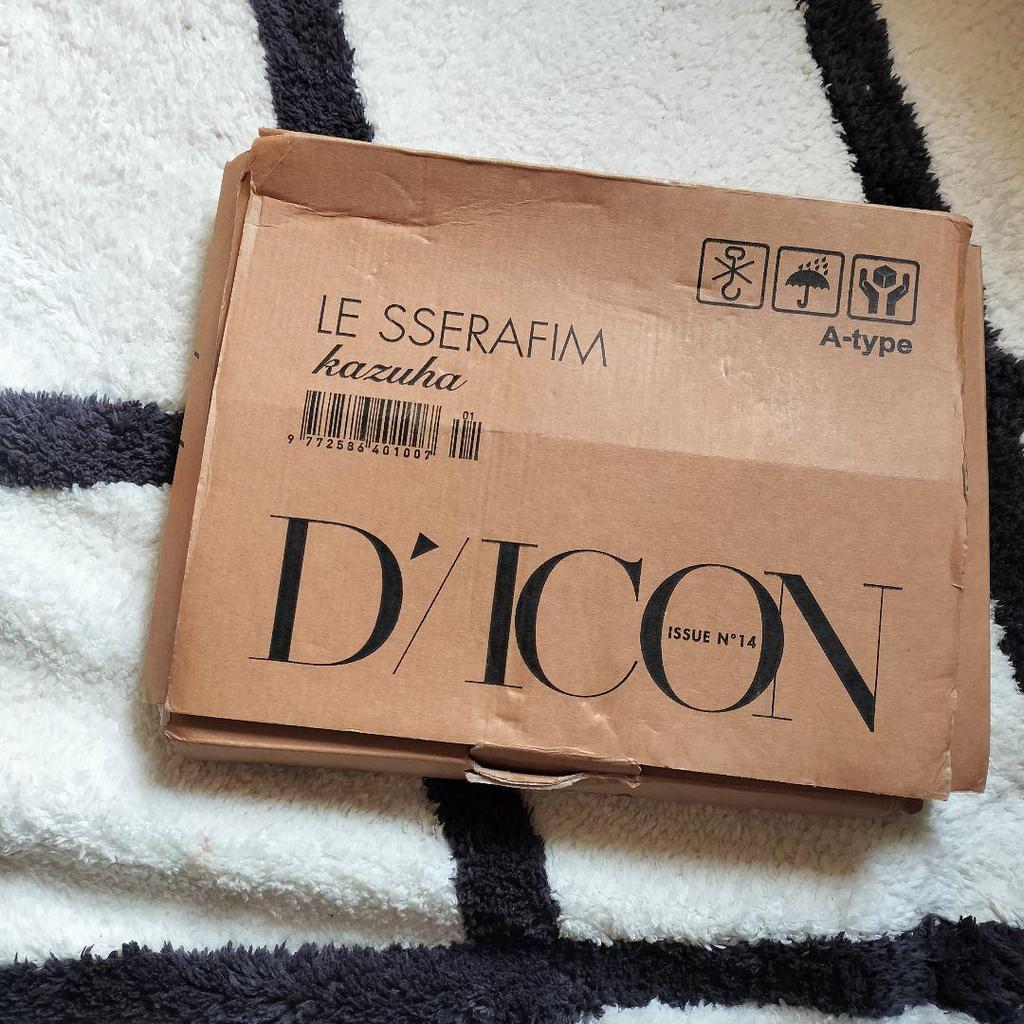 A-type
LE SSERAFIM
kazuha
01
9 772586 401007
D'/ICON
ISSUE N°14